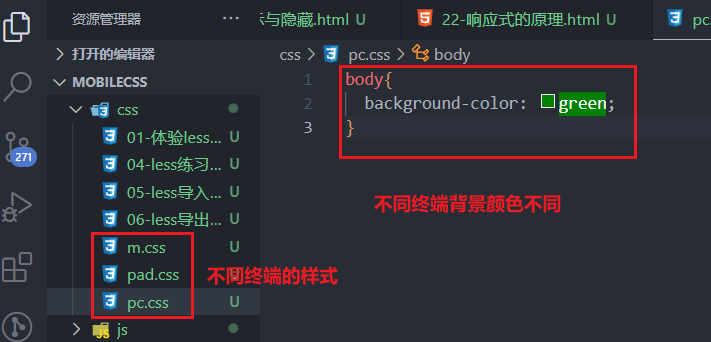 资源管理器 ···
示与隐藏.html
22-响应式的原理.html
pc
打开的编辑器
css > pc.css > body
MOBILECSS
1 body{
2 background-color: green;
3 }
css
01-体验less... U
04-less练习... U
05-less导入... U
06-less导出... U
m.css U
pad.css U
pc.css U
js
271
JS
不同终端背景颜色不同
不同终端的样式